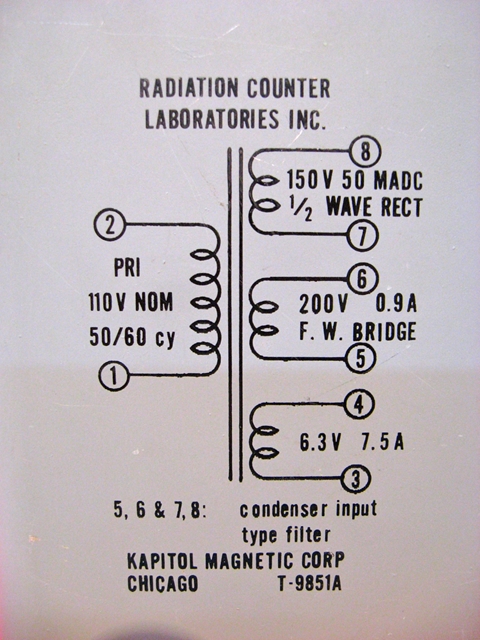 RADIATION COUNTER
LABORATORIES INC.
8
150V 50 MADC
1/2 WAVE RECT
7
2
PRI
110V NOM
50/60 cy
1
6
200V 0.9A
F. W. BRIDGE
5
4
6.3V 7.5A
3
5, 6 & 7, 8: condenser input
type filter
KAPITOL MAGNETIC CORP
CHICAGO T-9851A